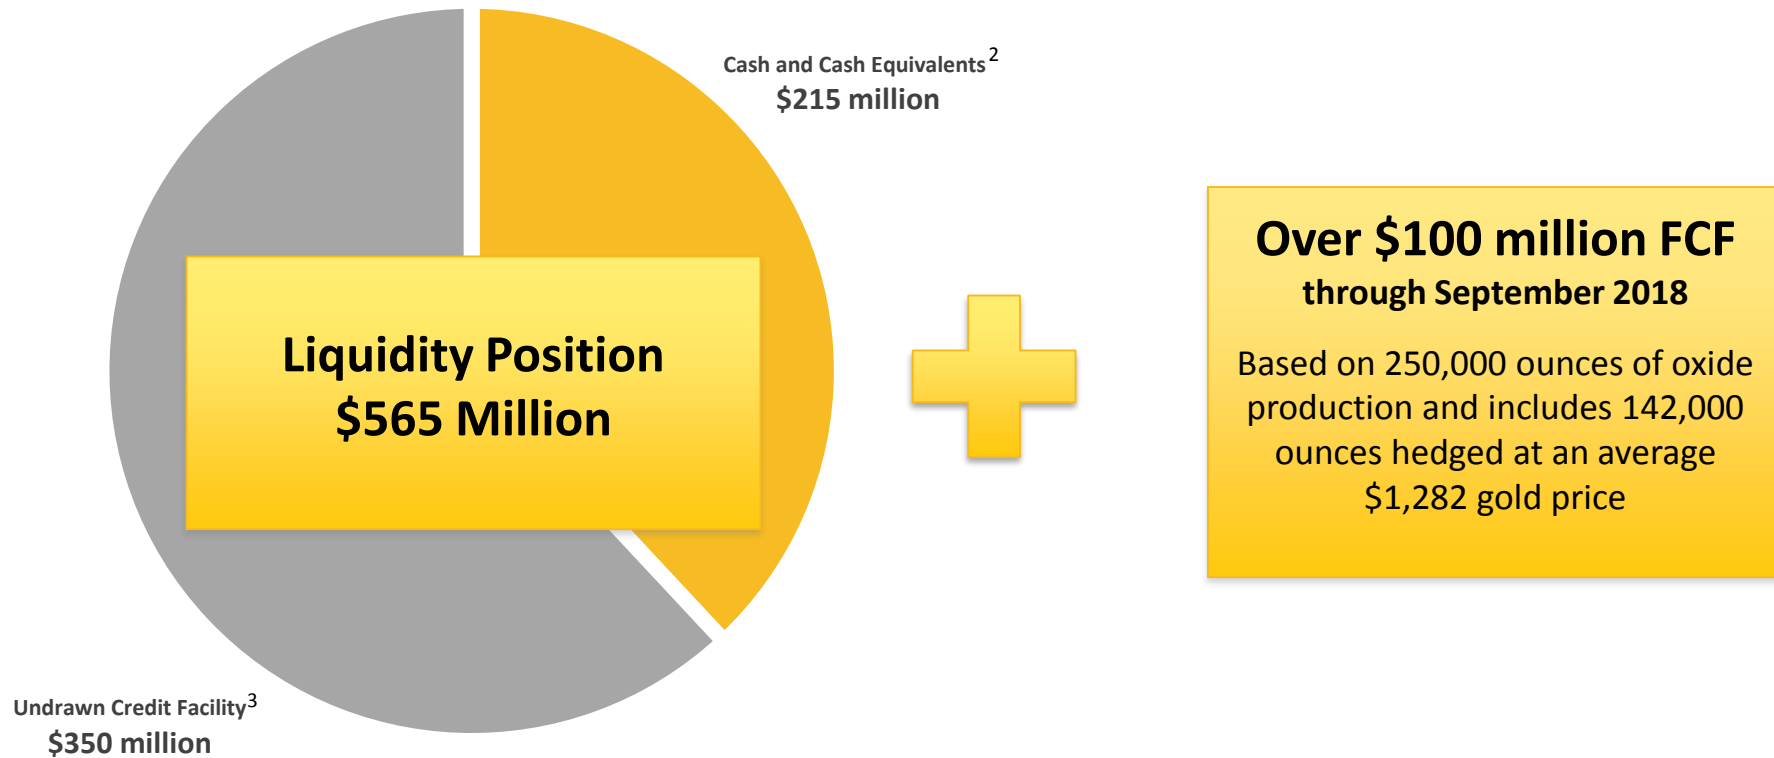 Cash and Cash Equivalents2
$215 million
Liquidity Position
$565 Million
Over $100 million FCF
through September 2018
Based on 250,000 ounces of oxide
production and includes 142,000
ounces hedged at an average
$1,282 gold price
Undrawn Credit Facility3
$350 million